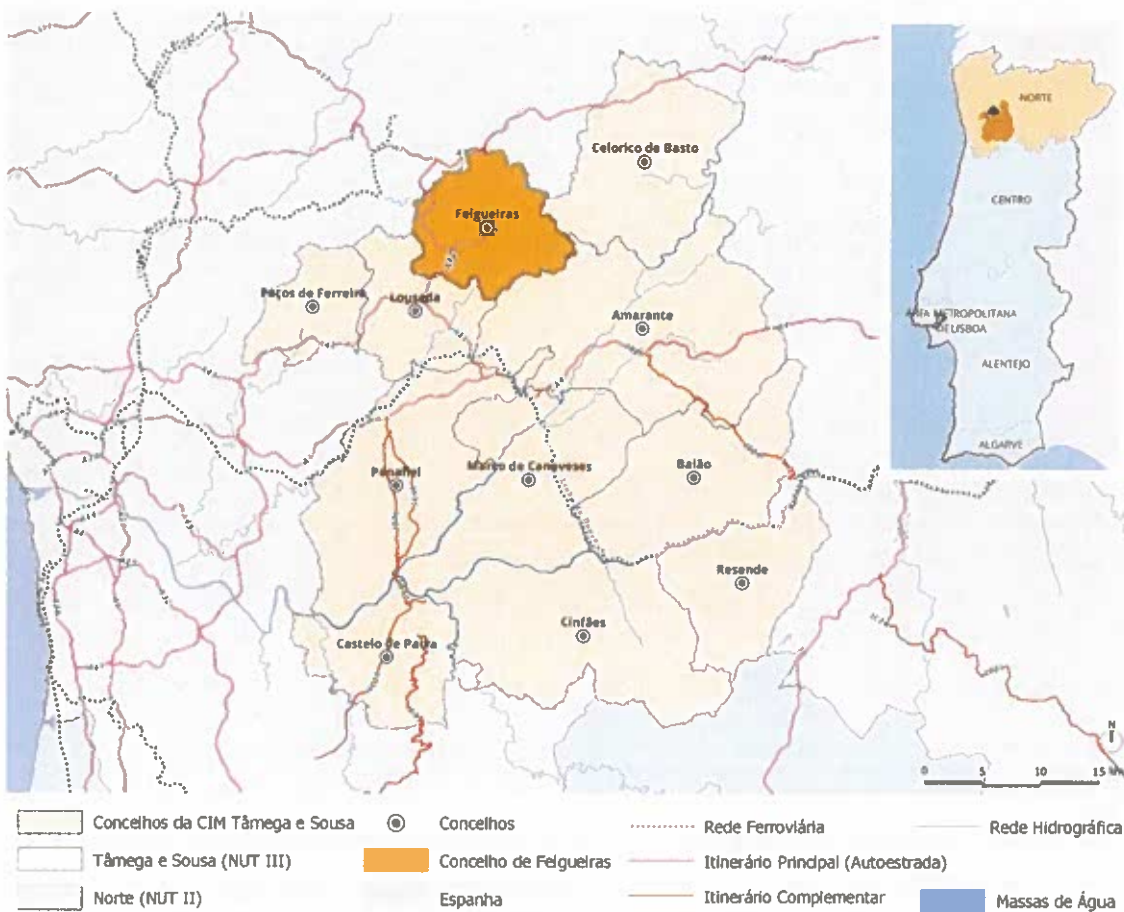 Celorico de Basto
Felgueiras
Paços de Ferreira
Lousada
Amarante
Penafiel
Marco de Canaveses
Baião
Resende
Cinfães
Castelo de Paiva
NORTE
CENTRO
ÁREA METROPOLITANA
DE LISBOA
ALENTEJO
ALGARVE
N
0 5 10 15 km
Concelhos da CIM Tâmega e Sousa
Concelhos
Rede Ferroviária
Rede Hidrográfica
Tâmega e Sousa (NUT III)
Concelho de Felgueiras
Itinerário Principal (Autoestrada)
Norte (NUT II)
Espanha
Itinerário Complementar
Massas de Água